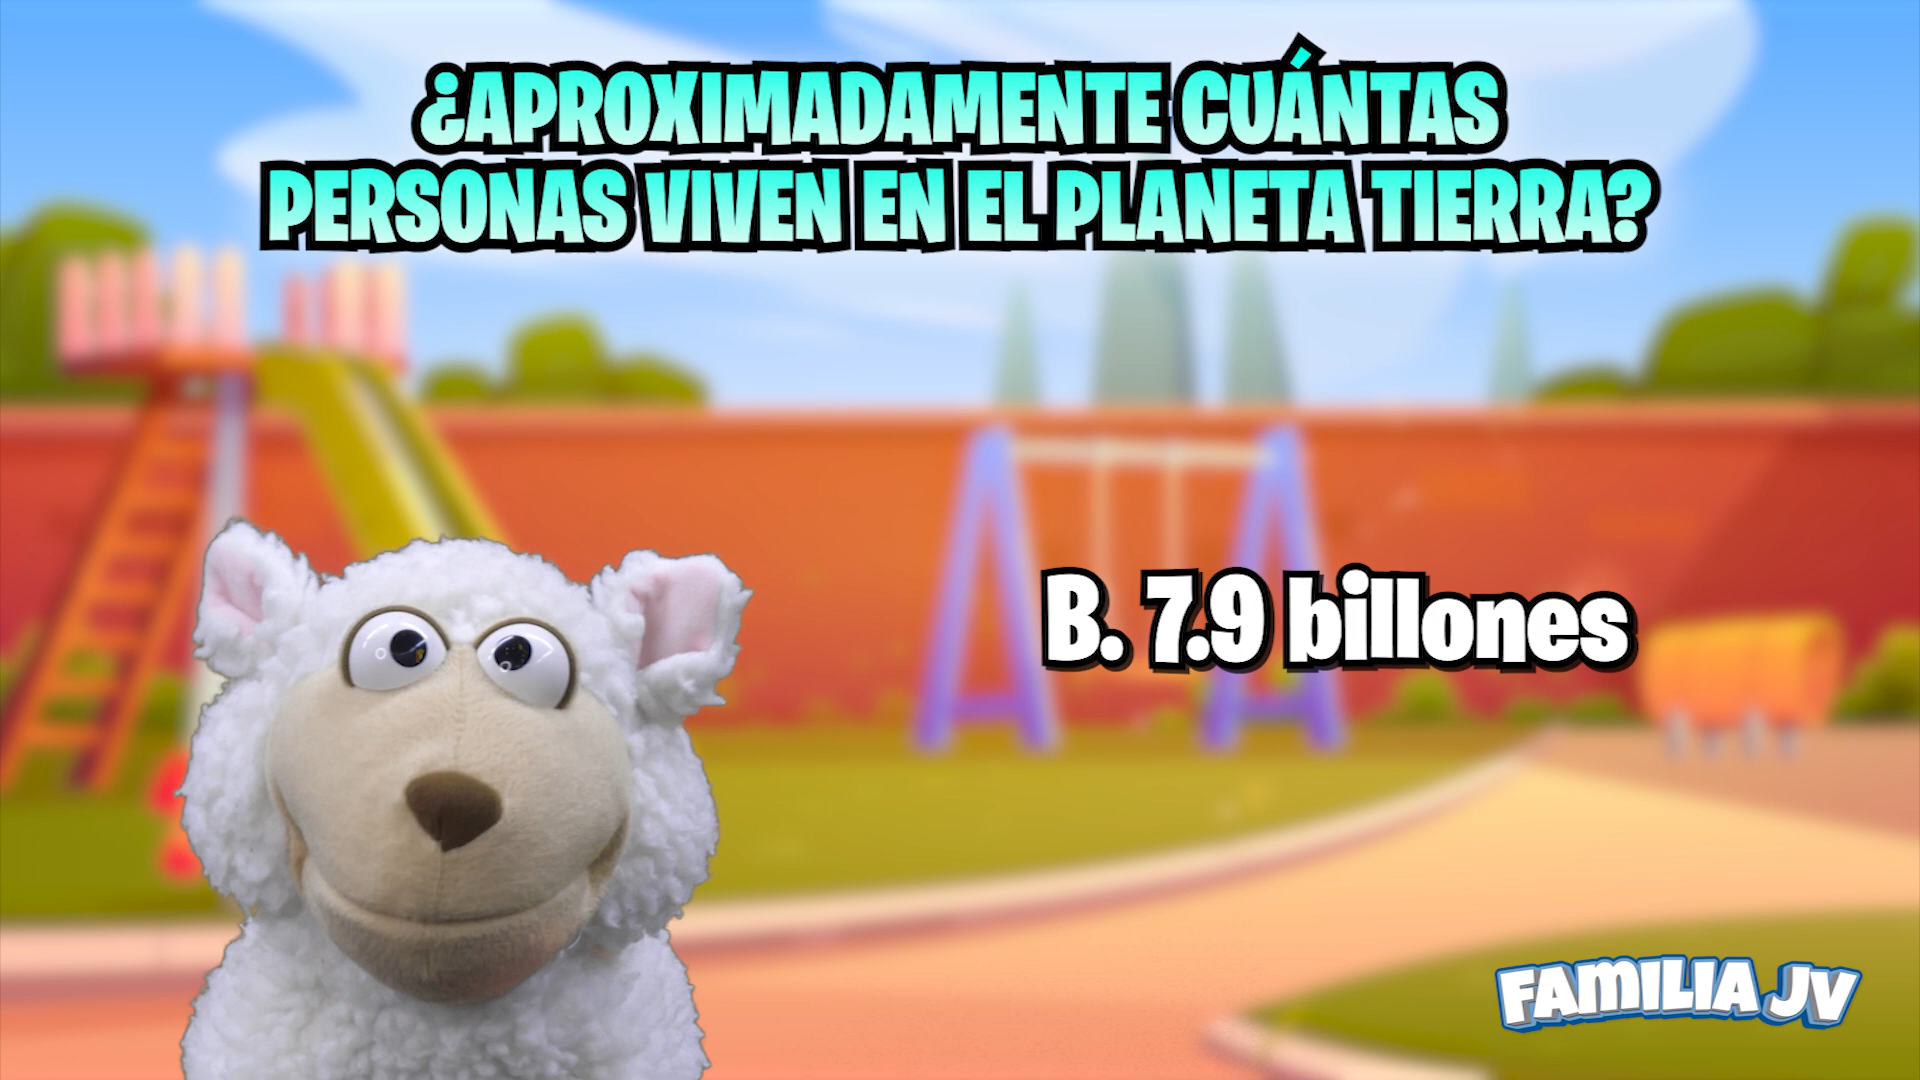 ¿APROXIMADAMENTE CUÁNTAS
PERSONAS VIVEN EN EL PLANETA TIERRA?
B. 7.9 billones
FAMILIA JV